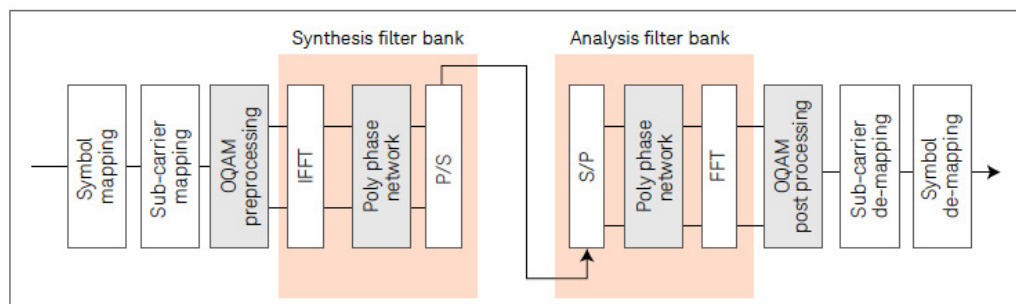 Synthesis filter bank
Analysis filter bank
Symbol
mapping
Sub-carrier
mapping
OQAM
preprocessing
IFFT
Poly phase
network
P/S
S/P
Poly phase
network
FFT
OQAM
post processing
Sub-carrier
de-mapping
Symbol
de-mapping